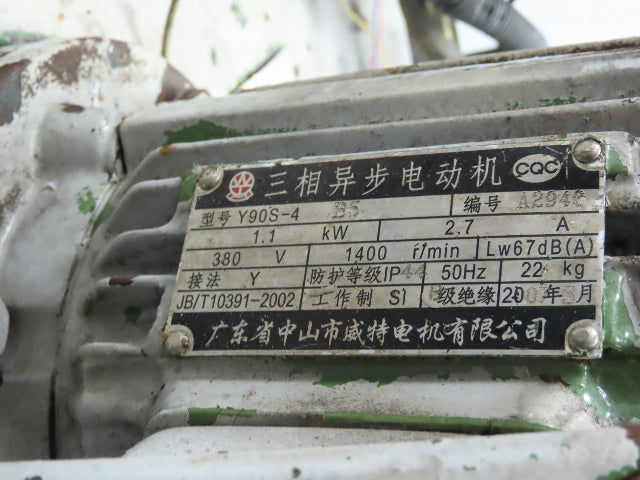 三相异步电动机 CQC
型号 Y90S-4 B5 编号 A294
1.1 kW 2.7 A
380 V 1400 r/min Lw67dB(A)
接法 Y 防护等级IP44 50Hz 22 kg
JB/T10391-2002 工作制 S1 级绝缘 20 年 月
广东省中山市威特电机有限公司